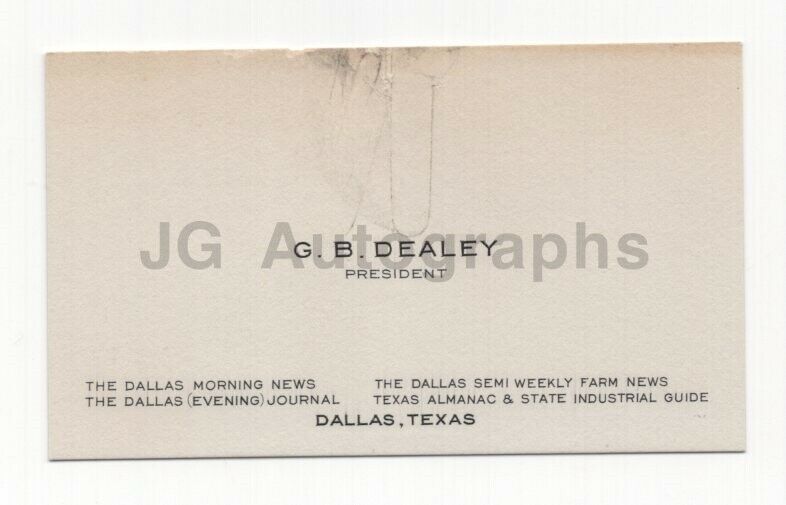 JG Autographs
G. B. DEALEY
PRESIDENT
THE DALLAS MORNING NEWS
THE DALLAS (EVENING) JOURNAL
THE DALLAS SEMI WEEKLY FARM NEWS
TEXAS ALMANAC & STATE INDUSTRIAL GUIDE
DALLAS, TEXAS